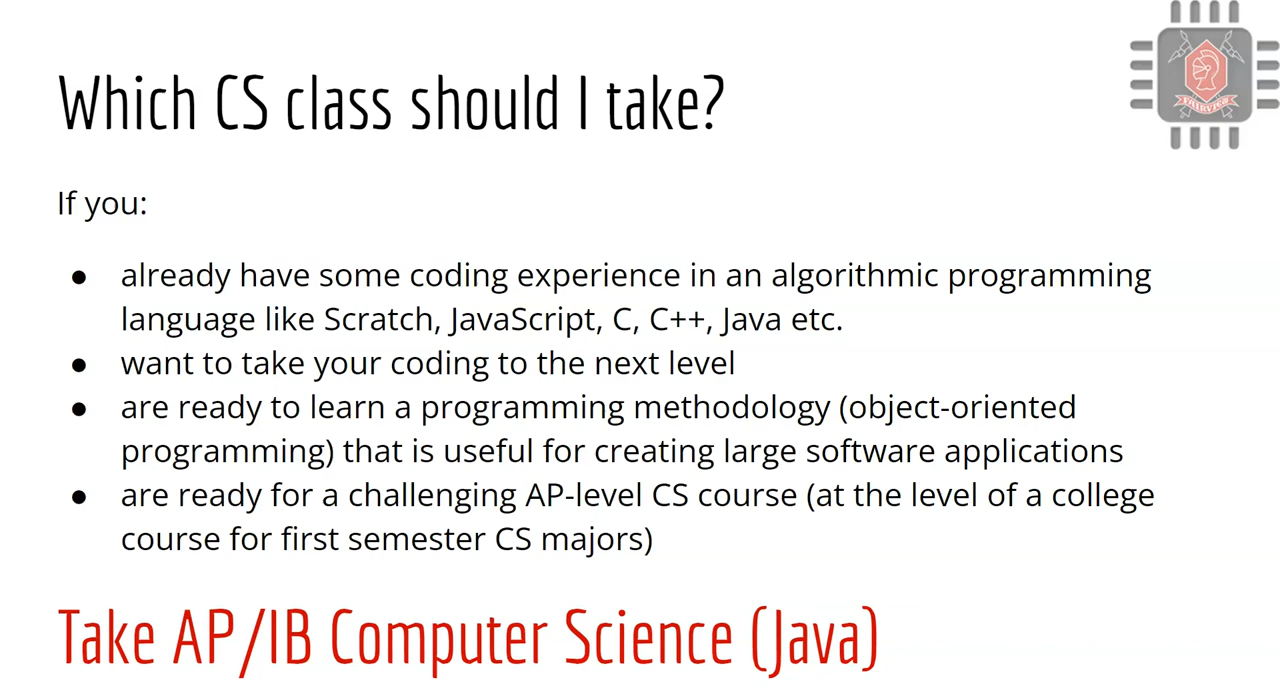 Which CS class should I take?
FAIRVIEW
If you:
● already have some coding experience in an algorithmic programming
language like Scratch, JavaScript, C, C++, Java etc.
● want to take your coding to the next level
● are ready to learn a programming methodology (object-oriented
programming) that is useful for creating large software applications
● are ready for a challenging AP-level CS course (at the level of a college
course for first semester CS majors)
Take AP/IB Computer Science (Java)